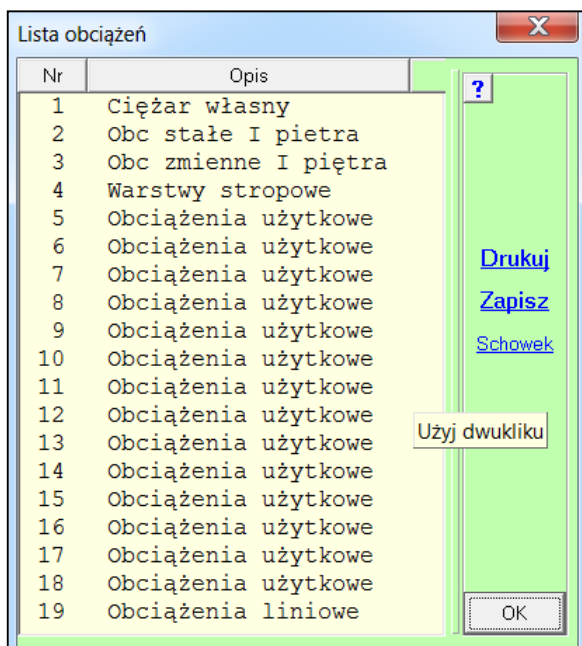 Lista obciążeń
Nr Opis
?
1 Ciężar własny
2 Obc stałe I pietra
3 Obc zmienne I piętra
4 Warstwy stropowe
5 Obciążenia użytkowe
6 Obciążenia użytkowe
7 Obciążenia użytkowe
8 Obciążenia użytkowe
9 Obciążenia użytkowe
10 Obciążenia użytkowe
11 Obciążenia użytkowe
12 Obciążenia użytkowe
13 Obciążenia użytkowe
14 Obciążenia użytkowe
15 Obciążenia użytkowe
16 Obciążenia użytkowe
17 Obciążenia użytkowe
18 Obciążenia użytkowe
19 Obciążenia liniowe
Drukuj
Zapisz
Schowek
Użyj dwukliku
OK